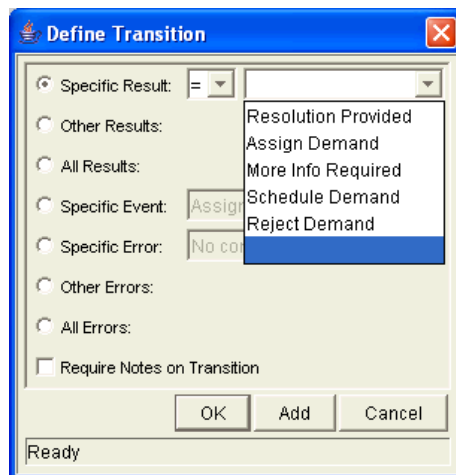 Define Transition
Specific Result: =
Resolution Provided
Other Results:
Assign Demand
All Results:
More Info Required
Schedule Demand
Specific Event:
Reject Demand
Specific Error:
Other Errors:
All Errors:
Require Notes on Transition
OK Add Cancel
Ready